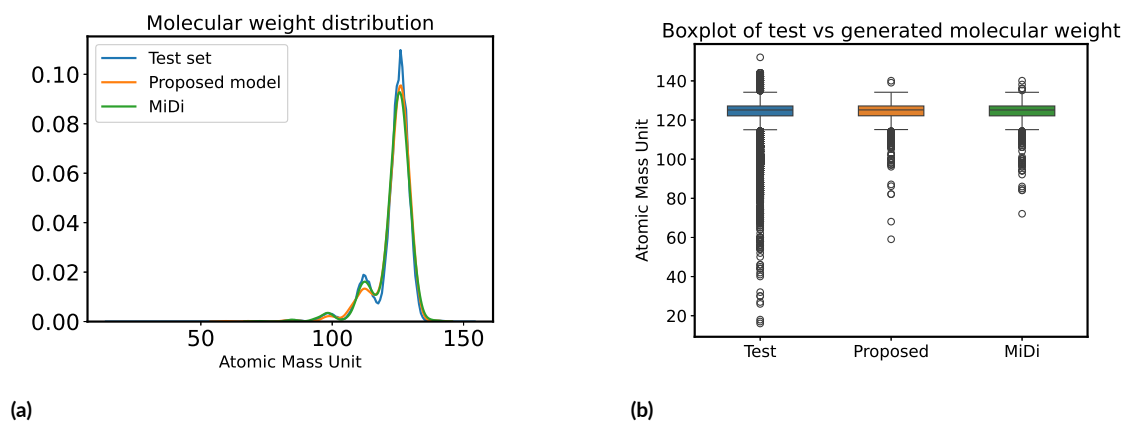 Molecular weight distribution
Test set
Proposed model
MiDi
0.10
0.08
0.06
0.04
0.02
0.00
50
100
150
Atomic Mass Unit
(a)
Boxplot of test vs generated molecular weight
Atomic Mass Unit
140
120
100
80
60
40
20
Test
Proposed
MiDi
(b)